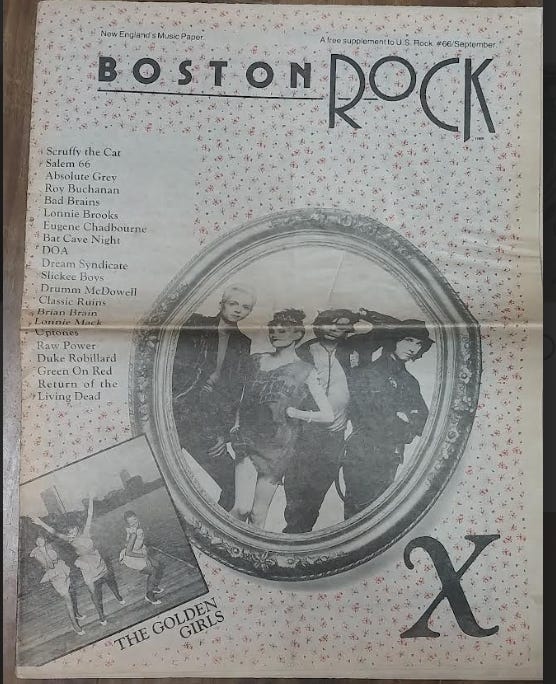 New England's Music Paper.
A free supplement to U.S. Rock #66/September
BOSTON ROCK
Scruffy the Cat
Salem 66
Absolute Grey
Roy Buchanan
Bad Brains
Lonnie Brooks
Eugene Chadbourne
Bat Cave Night
DOA
Dream Syndicate
Slickee Boys
Drumm McDowell
Classic Ruins
Brian Brain
Lonnie Mack
Uptones
Raw Power
Duke Robillard
Green On Red
Return of the
Living Dead
THE GOLDEN
GIRLS
X